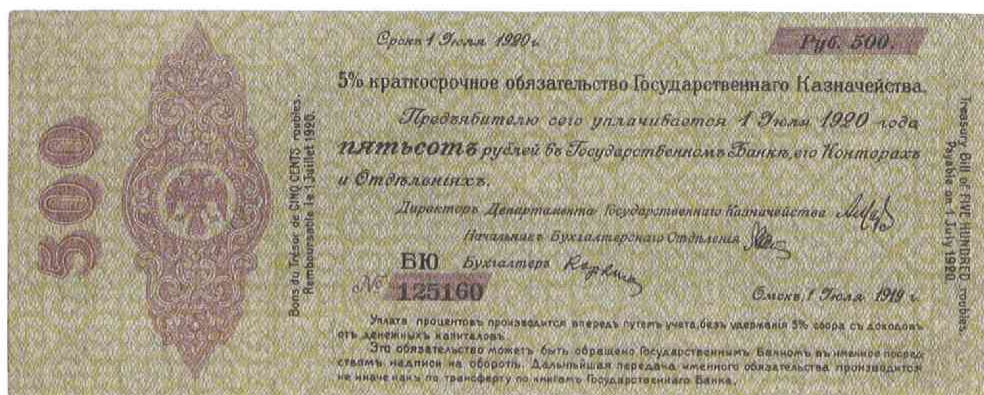 500
Bons du Trésor de CINQ CENTS roubles.
Remboursable le 1 Juillet 1920.
Срокъ 1 Іюля 1920 г.
Руб. 500.
5% краткосрочное обязательство Государственнаго Казначейства.
Предъявителю сего уплачивается 1 Іюля 1920 года
пятьсотъ рублей въ Государственномъ Банкѣ, его Конторахъ
и Отдѣленіяхъ.
Директоръ Департамента Государственнаго Казначейства
Начальникъ Бухгалтерскаго Отдѣленія
БЮ Бухгалтеръ
№ 125160
Омскъ, 1 Іюля 1919 г.
Уплата процентовъ производится впередъ путемъ учета, безъ удержанія 5% сбора съ доходовъ
отъ денежныхъ капиталовъ.
Это обязательство можетъ быть обращено Государственнымъ Банкомъ въ именное посред-
ствомъ надписи на оборотѣ. Дальнѣйшая передача именного обязательства производится
не иначе какъ по трансферту по книгамъ Государственнаго Банка.
Treasury Bill of FIVE HUNDRED roubles.
Payable on 1 July 1920.